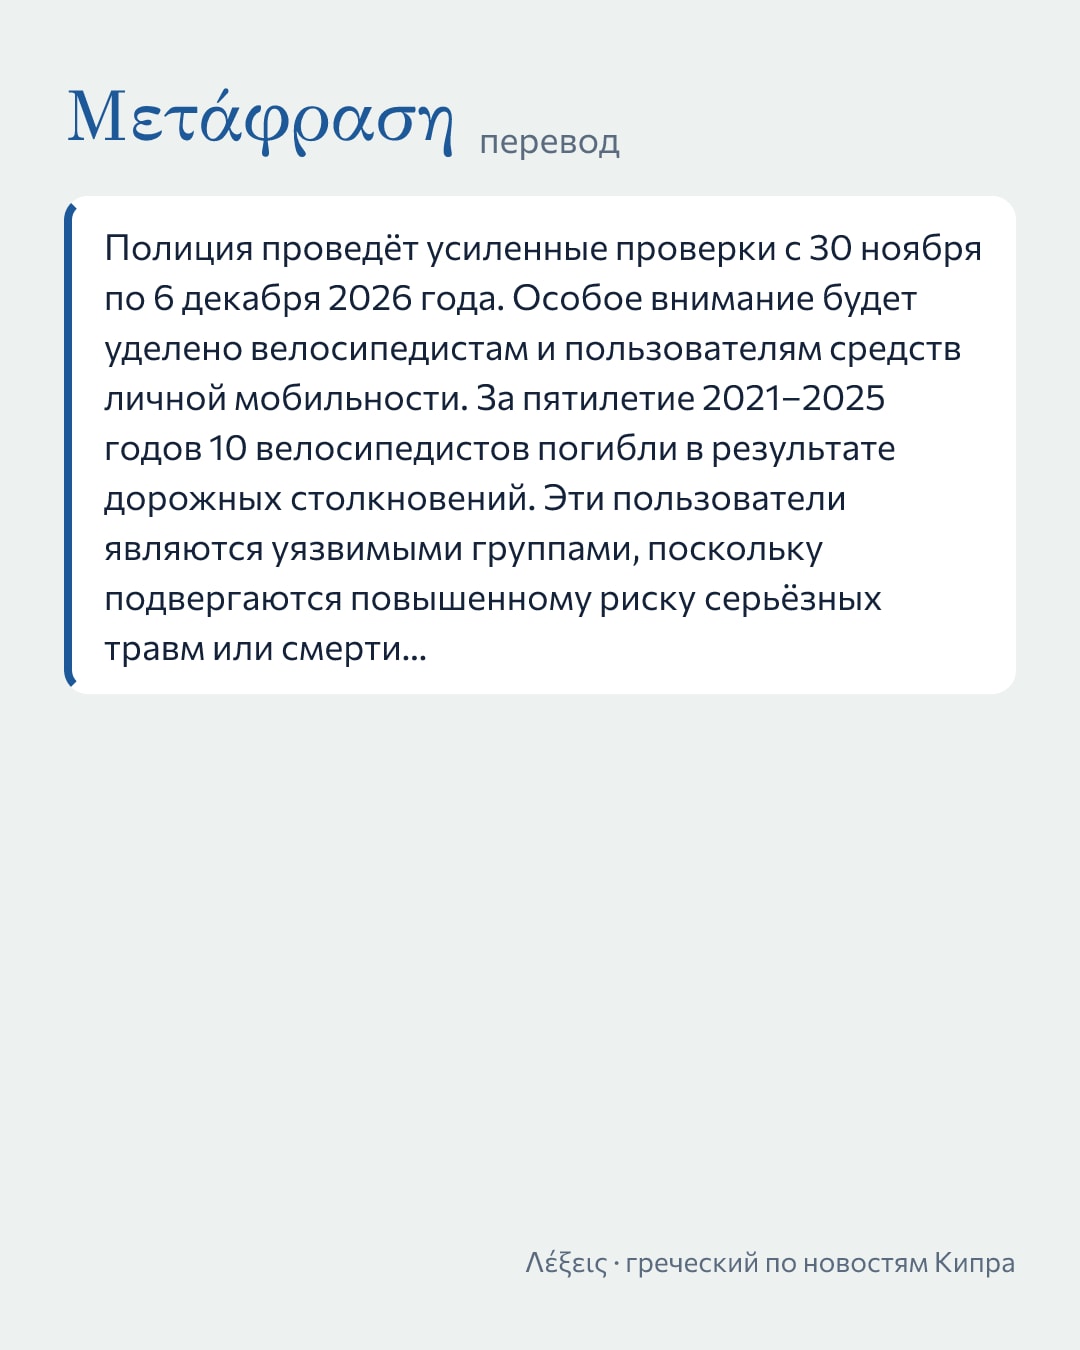 Μετάφραση перевод
Полиция проведёт усиленные проверки с 30 ноября
по 6 декабря 2026 года. Особое внимание будет
уделено велосипедистам и пользователям средств
личной мобильности. За пятилетие 2021–2025
годов 10 велосипедистов погибли в результате
дорожных столкновений. Эти пользователи
являются уязвимыми группами, поскольку
подвергаются повышенному риску серьёзных
травм или смерти...
Λέξεις · греческий по новостям Кипра